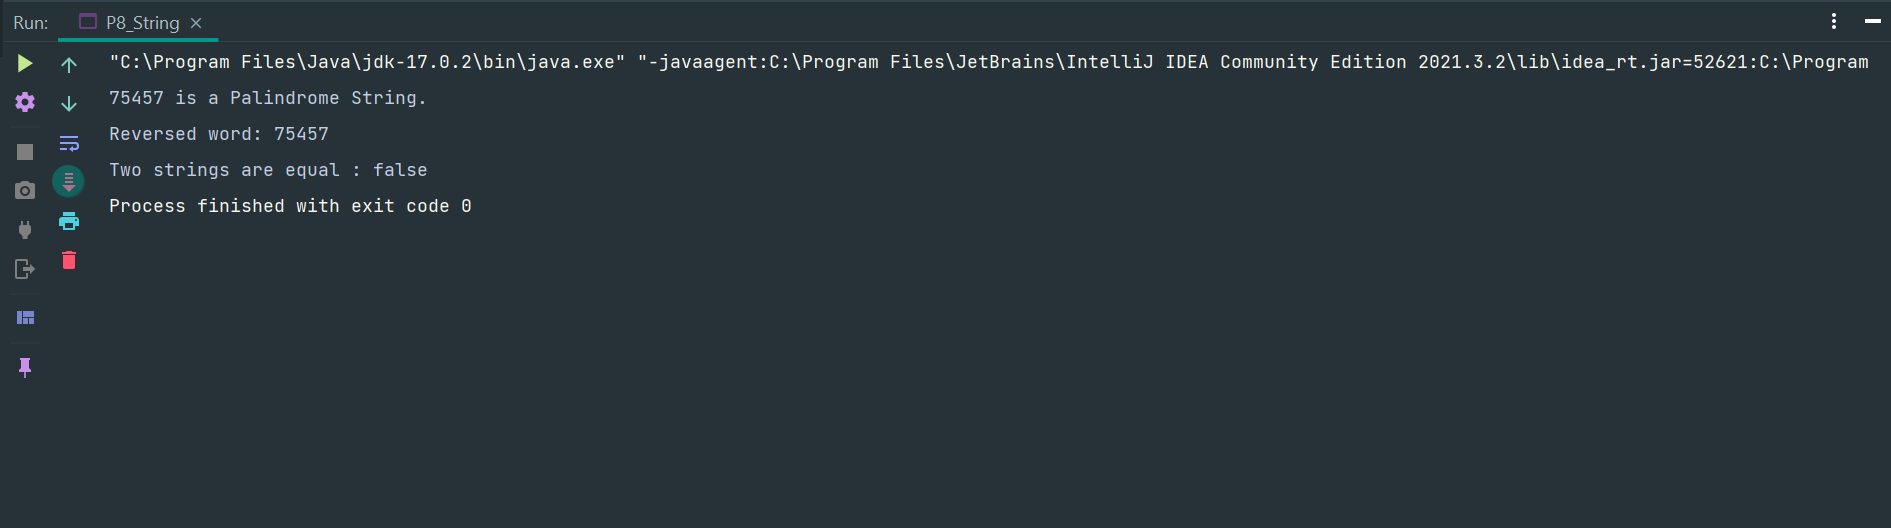 Run: P8_String
"C:\Program Files\Java\jdk-17.0.2\bin\java.exe" "-javaagent:C:\Program Files\JetBrains\IntelliJ IDEA Community Edition 2021.3.2\lib\idea_rt.jar=52621:C:\Program
75457 is a Palindrome String.
Reversed word: 75457
Two strings are equal : false
Process finished with exit code 0